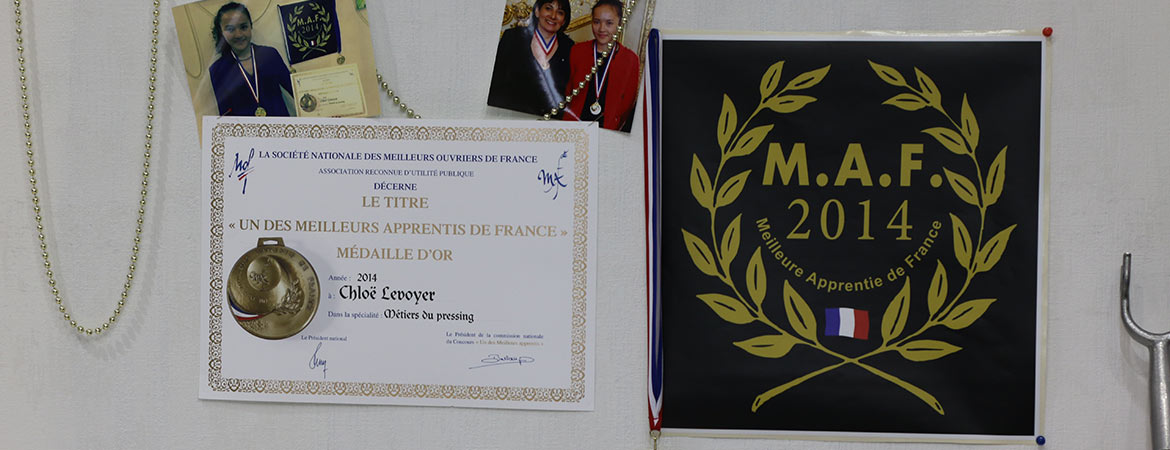 M.A.F.
2014
LA SOCIÉTÉ NATIONALE DES MEILLEURS OUVRIERS DE FRANCE
ASSOCIATION RECONNUE D'UTILITÉ PUBLIQUE
DÉCERNE
LE TITRE
« UN DES MEILLEURS APPRENTIS DE FRANCE »
MÉDAILLE D'OR
Année : 2014
à : Chloë Levoyer
Dans la spécialité : Métiers du pressing
Le Président national
Le Président de la commission nationale
du Concours « Un des Meilleurs apprentis »
M.A.F.
2014
Meilleure Apprentie de France